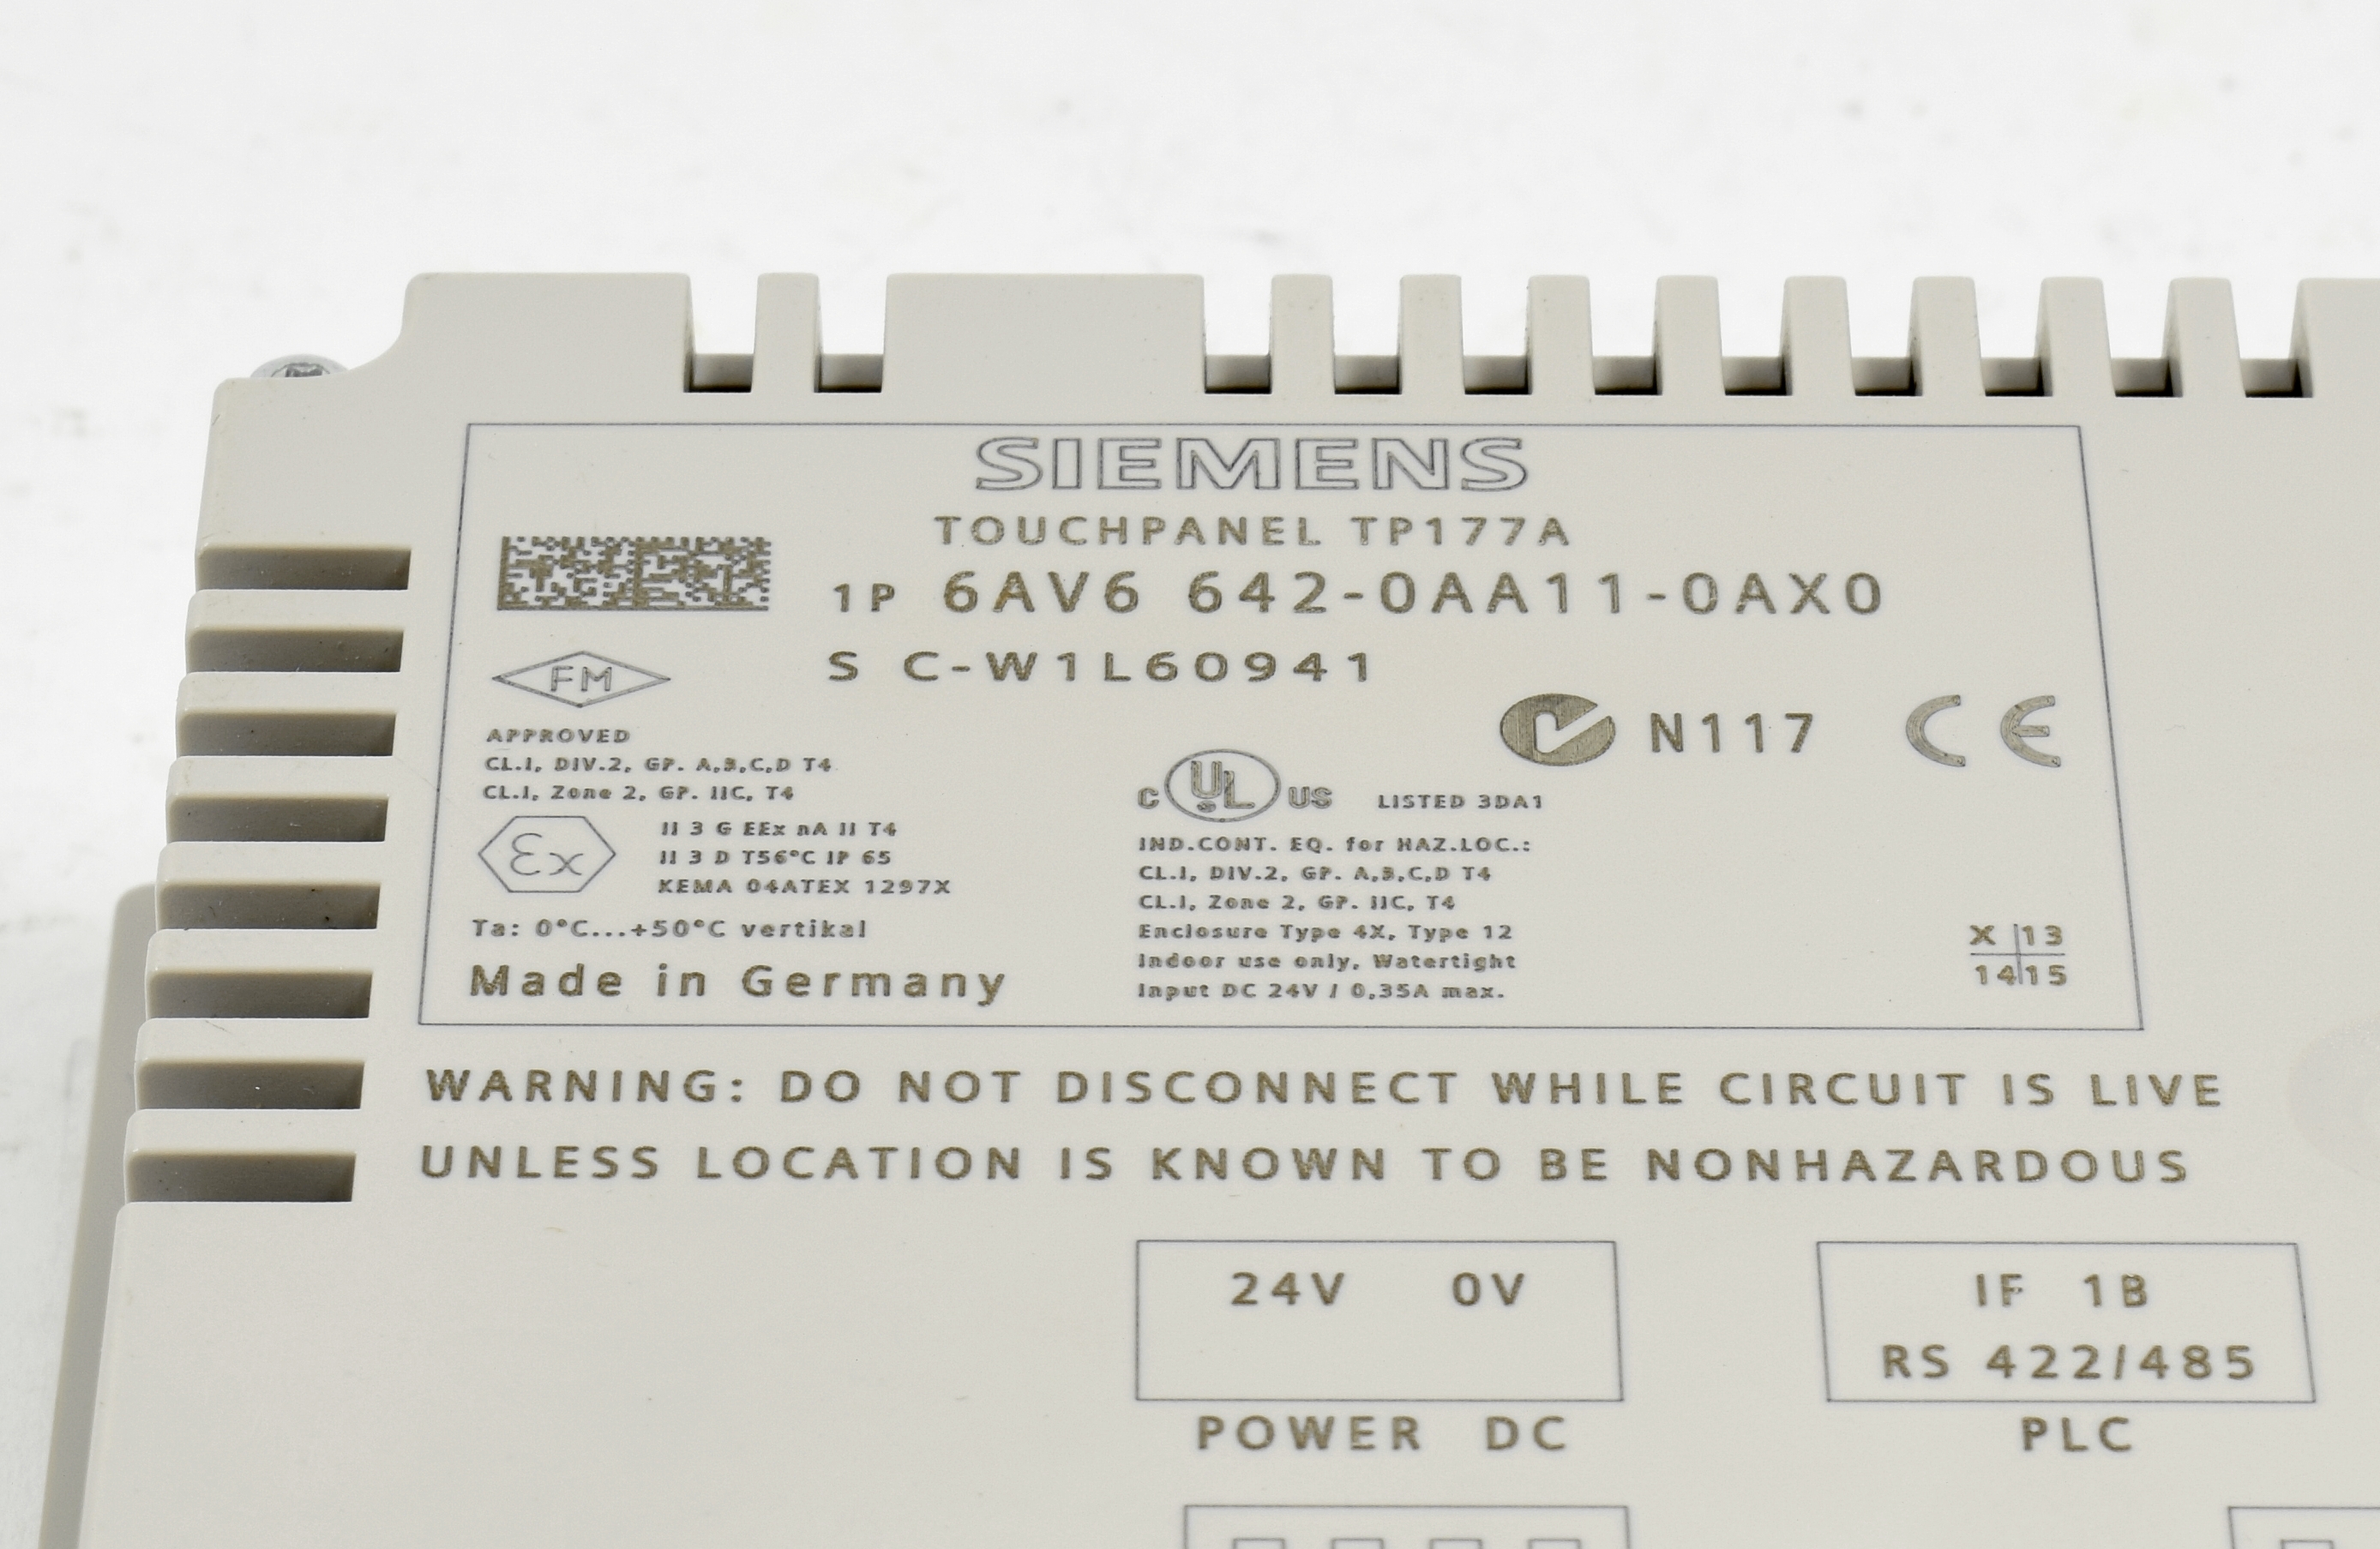 SIEMENS
TOUCHPANEL TP177A
1P 6AV6 642-0AA11-0AX0
S C-W1L60941
FM
APPROVED
CL.I, DIV.2, GP. A,B,C,D T4
CL.I, Zone 2, GP. IIC, T4
Ex
II 3 G EEx nA II T4
II 3 D T56°C IP 65
KEMA 04ATEX 1297X
Ta: 0°C...+50°C vertikal
Made in Germany
N117 CE
C UL US LISTED 3DA1
IND.CONT. EQ. for HAZ.LOC.:
CL.I, DIV.2, GP. A,B,C,D T4
CL.I, Zone 2, GP. IIC, T4
Enclosure Type 4X, Type 12
Indoor use only, Watertight
Input DC 24V / 0,35A max.
X 13
14 15
WARNING: DO NOT DISCONNECT WHILE CIRCUIT IS LIVE
UNLESS LOCATION IS KNOWN TO BE NONHAZARDOUS
24V 0V
POWER DC
IF 1B
RS 422/485
PLC